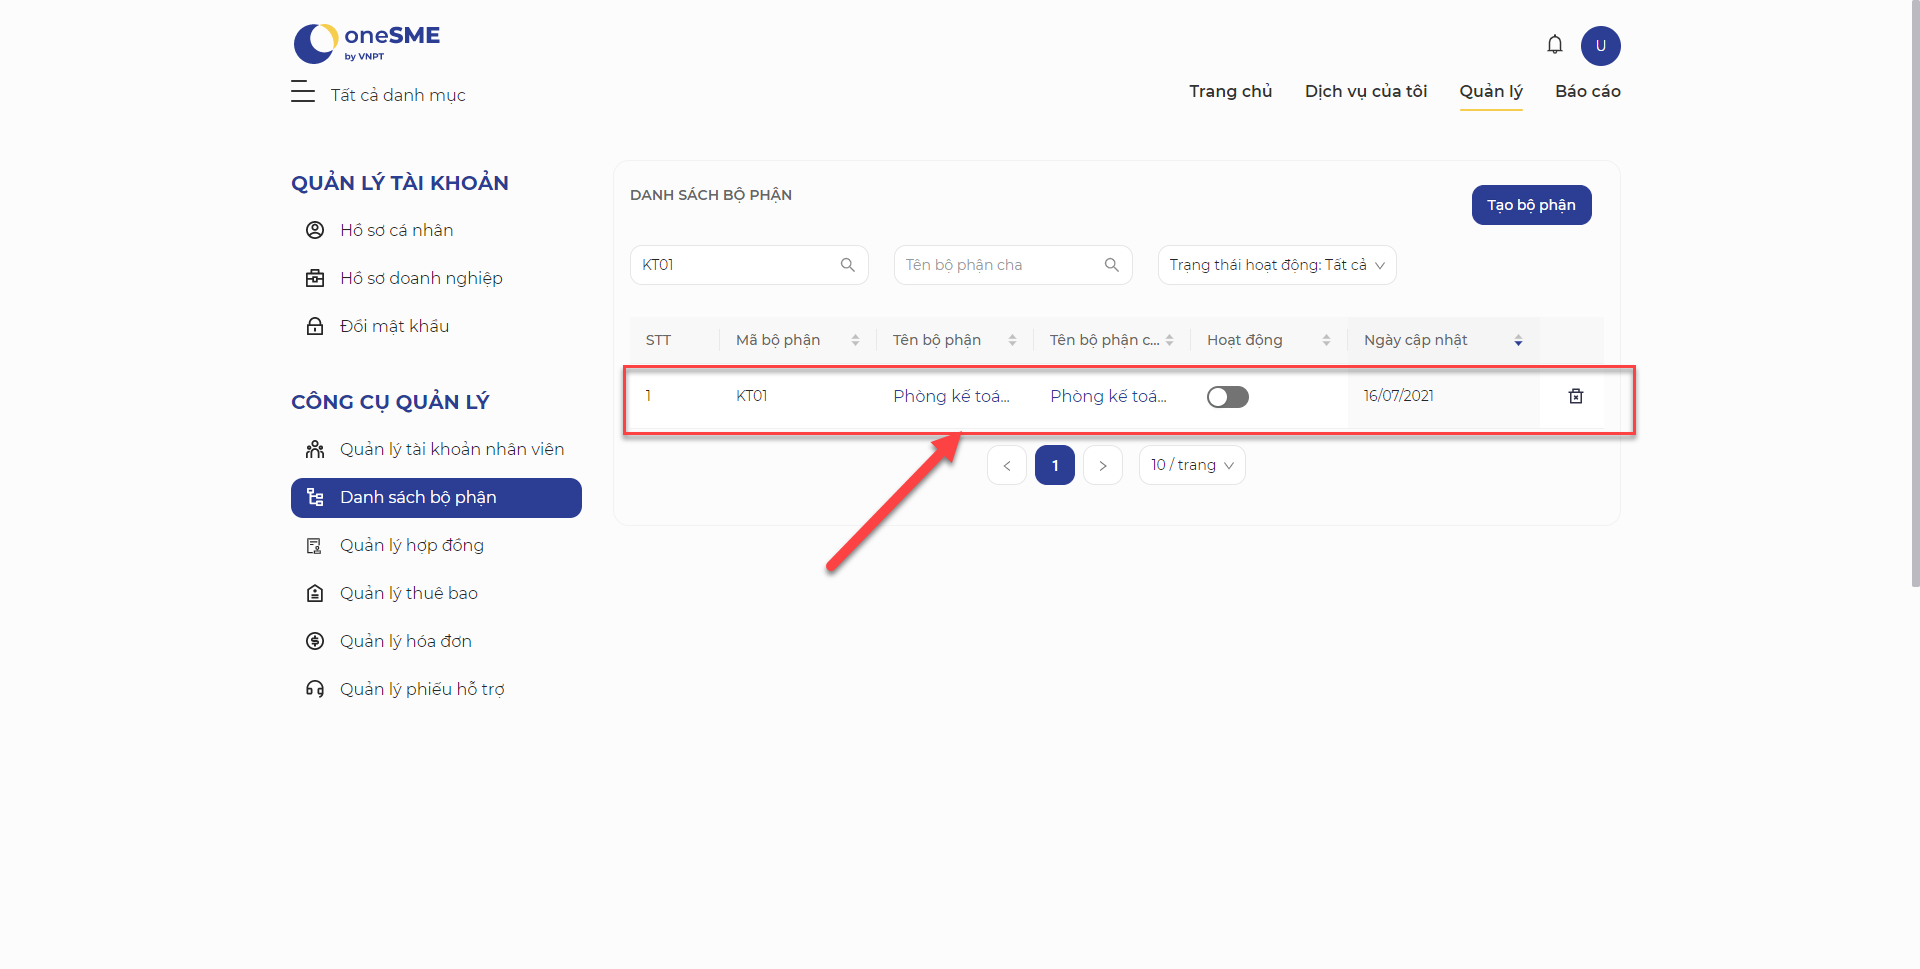 oneSME
by VNPT
U
Tất cả danh mục
Trang chủ
Dịch vụ của tôi
Quản lý
Báo cáo
QUẢN LÝ TÀI KHOẢN
Hồ sơ cá nhân
Hồ sơ doanh nghiệp
Đổi mật khẩu
CÔNG CỤ QUẢN LÝ
Quản lý tài khoản nhân viên
Danh sách bộ phận
Quản lý hợp đồng
Quản lý thuê bao
Quản lý hóa đơn
Quản lý phiếu hỗ trợ
DANH SÁCH BỘ PHẬN
Tạo bộ phận
KT01
Tên bộ phận cha
Trạng thái hoạt động: Tất cả
STT
Mã bộ phận
Tên bộ phận
Tên bộ phận c...
Hoạt động
Ngày cập nhật
1
KT01
Phòng kế toá...
Phòng kế toá...
16/07/2021
< 1 >
10 / trang